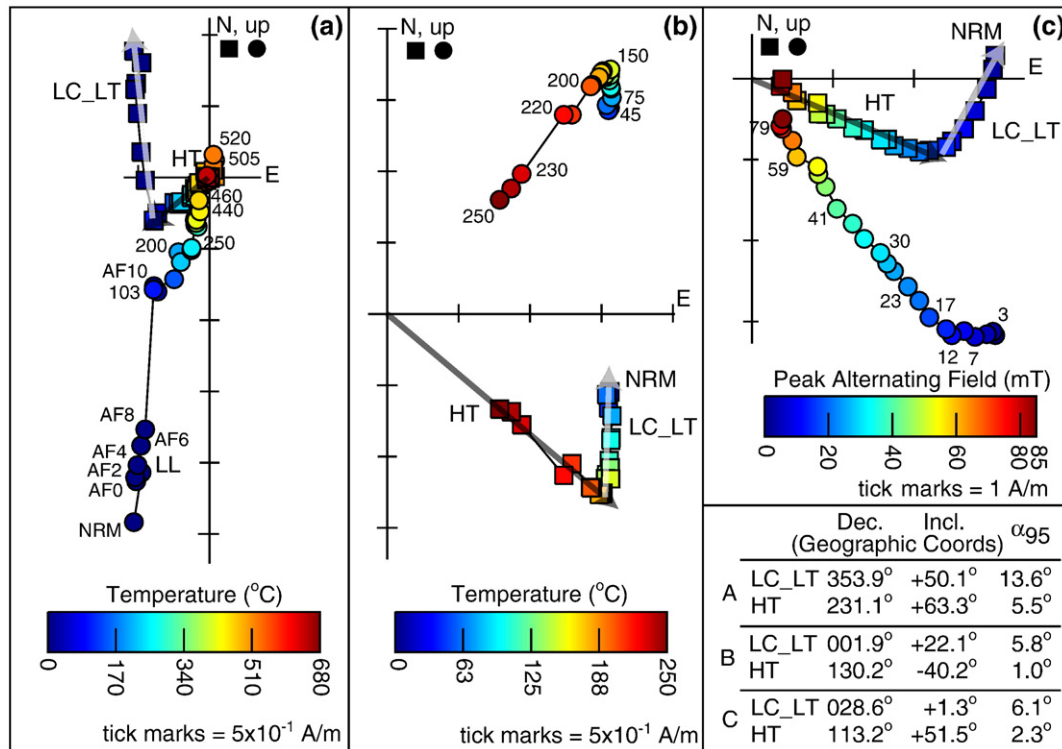 (a)
N, up
LC_LT
HT
520
505
E
460
440
200
250
AF10
103
AF8
AF6
AF4
AF2
LL
AF0
NRM
Temperature (°C)
0
170
340
510
680
tick marks = 5x10⁻¹ A/m
(b)
N, up
150
200
75
220
45
230
250
E
0
63
125
188
NRM
HT
LC_LT
Temperature (°C)
0
63
125
188
250
tick marks = 5x10⁻¹ A/m
(c)
N, up
NRM
E
HT
LC_LT
79
59
41
30
23
17
3
12
7
Peak Alternating Field (mT)
0
20
40
60
80
85
tick marks = 1 A/m
Dec. Incl. α95
(Geographic Coords)
A LC_LT 353.9° +50.1° 13.6°
HT 231.1° +63.3° 5.5°
B LC_LT 001.9° +22.1° 5.8°
HT 130.2° -40.2° 1.0°
C LC_LT 028.6° +1.3° 6.1°
HT 113.2° +51.5° 2.3°